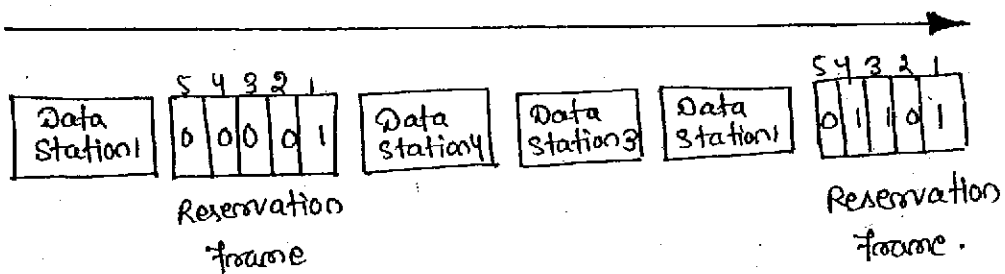 5 4 3 2 1
5 4 3 2 1
Data
Station1
0 0 0 0 1
Data
Station4
Data
Station3
Data
Station1
0 1 1 0 1
Reservation
frame
Reservation
frame.